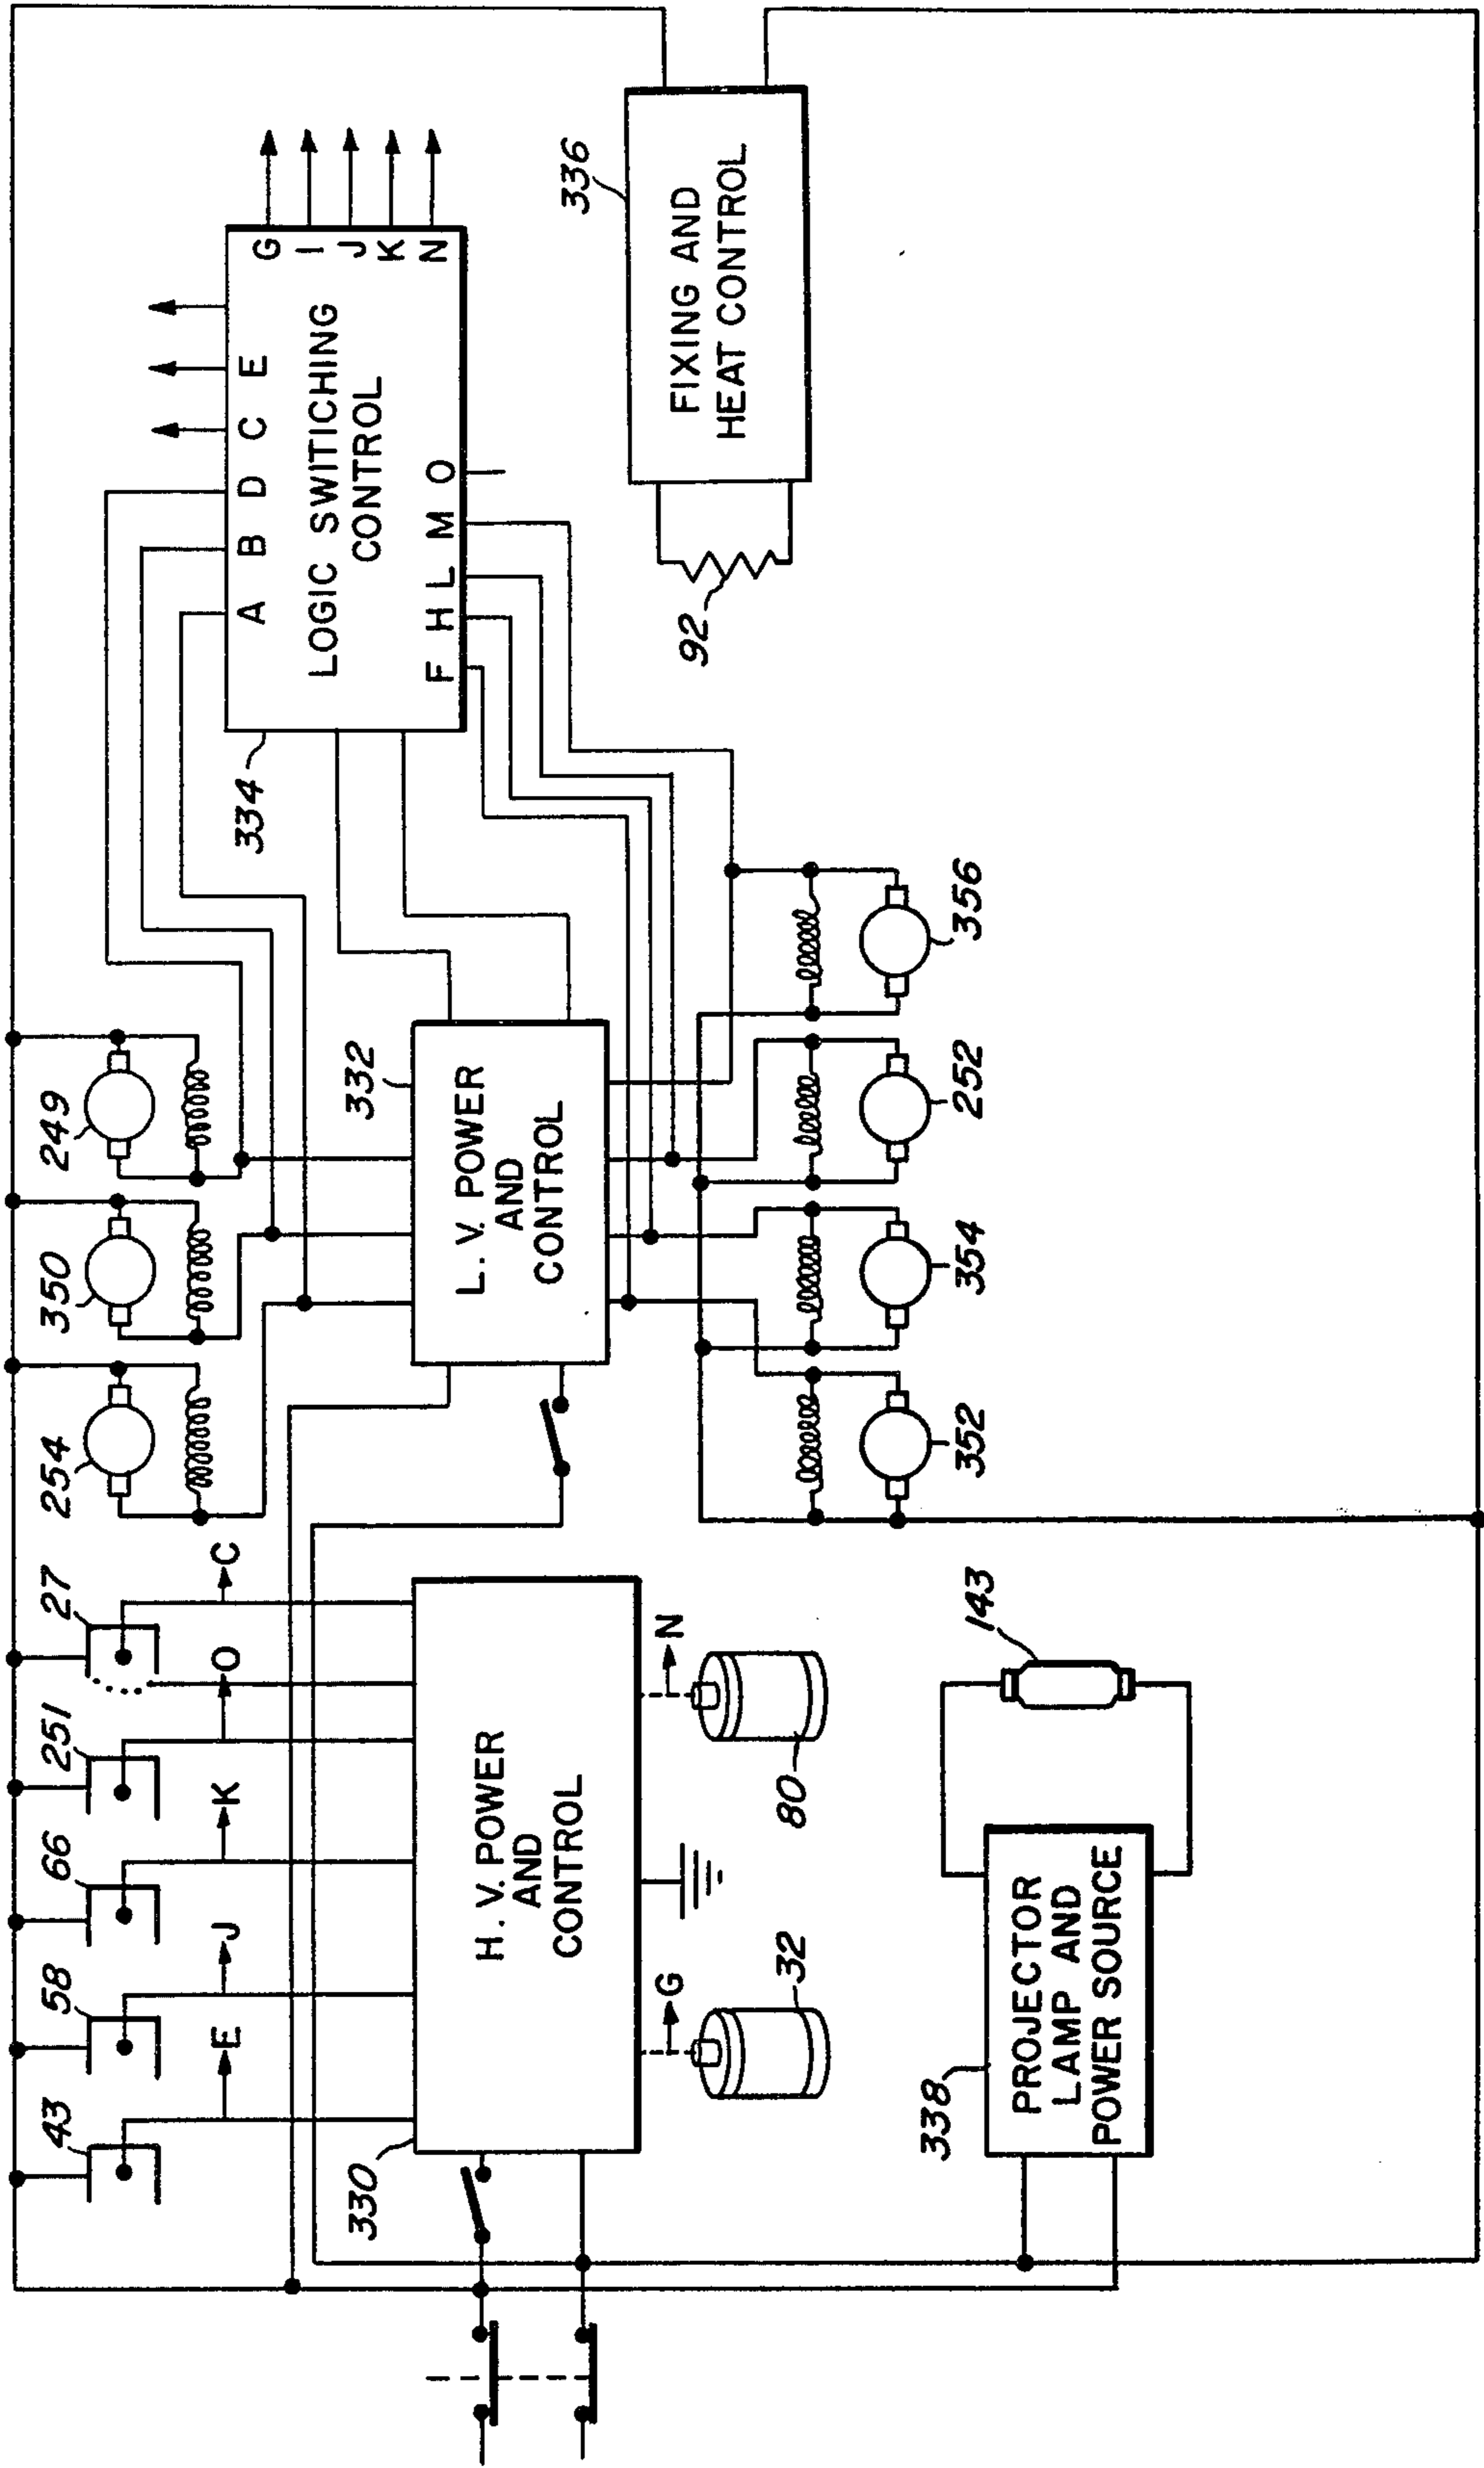 43
58
66
251
27
254
350
249
E
J
K
O
C
330
H. V. POWER
AND
CONTROL
G
N
32
80
332
L. V. POWER
AND
CONTROL
352
354
252
356
334
A B D C E
LOGIC SWITICHING
CONTROL
F H L M O
G
I
J
K
N
336
FIXING AND
HEAT CONTROL
92
338
PROJECTOR
LAMP AND
POWER SOURCE
143